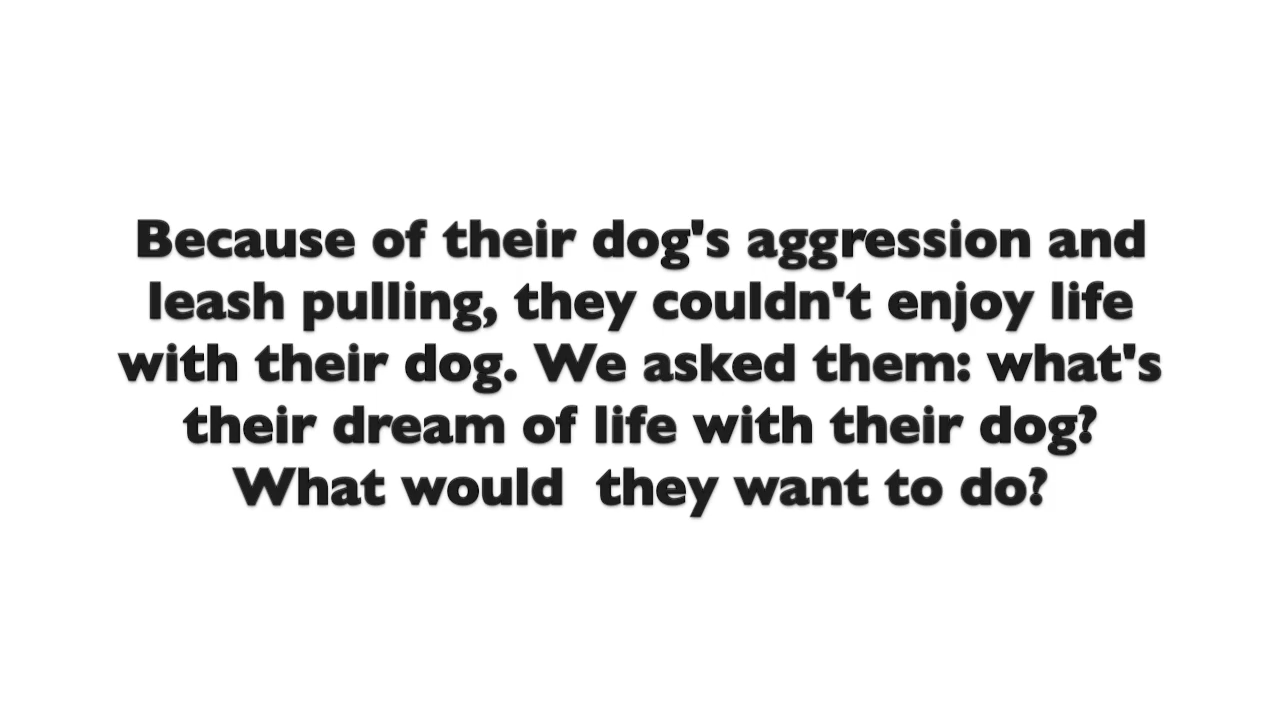 Because of their dog's aggression and
leash pulling, they couldn't enjoy life
with their dog. We asked them: what's
their dream of life with their dog?
What would  they want to do?